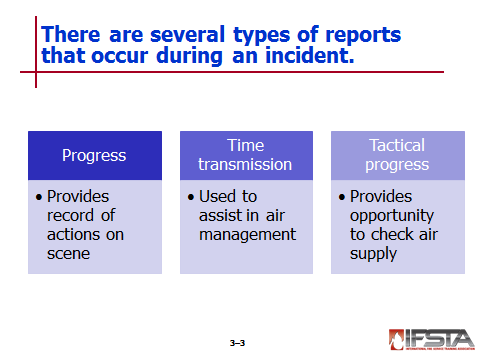 There are several types of reports
that occur during an incident.
Progress
• Provides
record of
actions on
scene
Time
transmission
• Used to
assist in air
management
Tactical
progress
• Provides
opportunity
to check air
supply
3–3
IFSTA
INTERNATIONAL FIRE SERVICE TRAINING ASSOCIATION